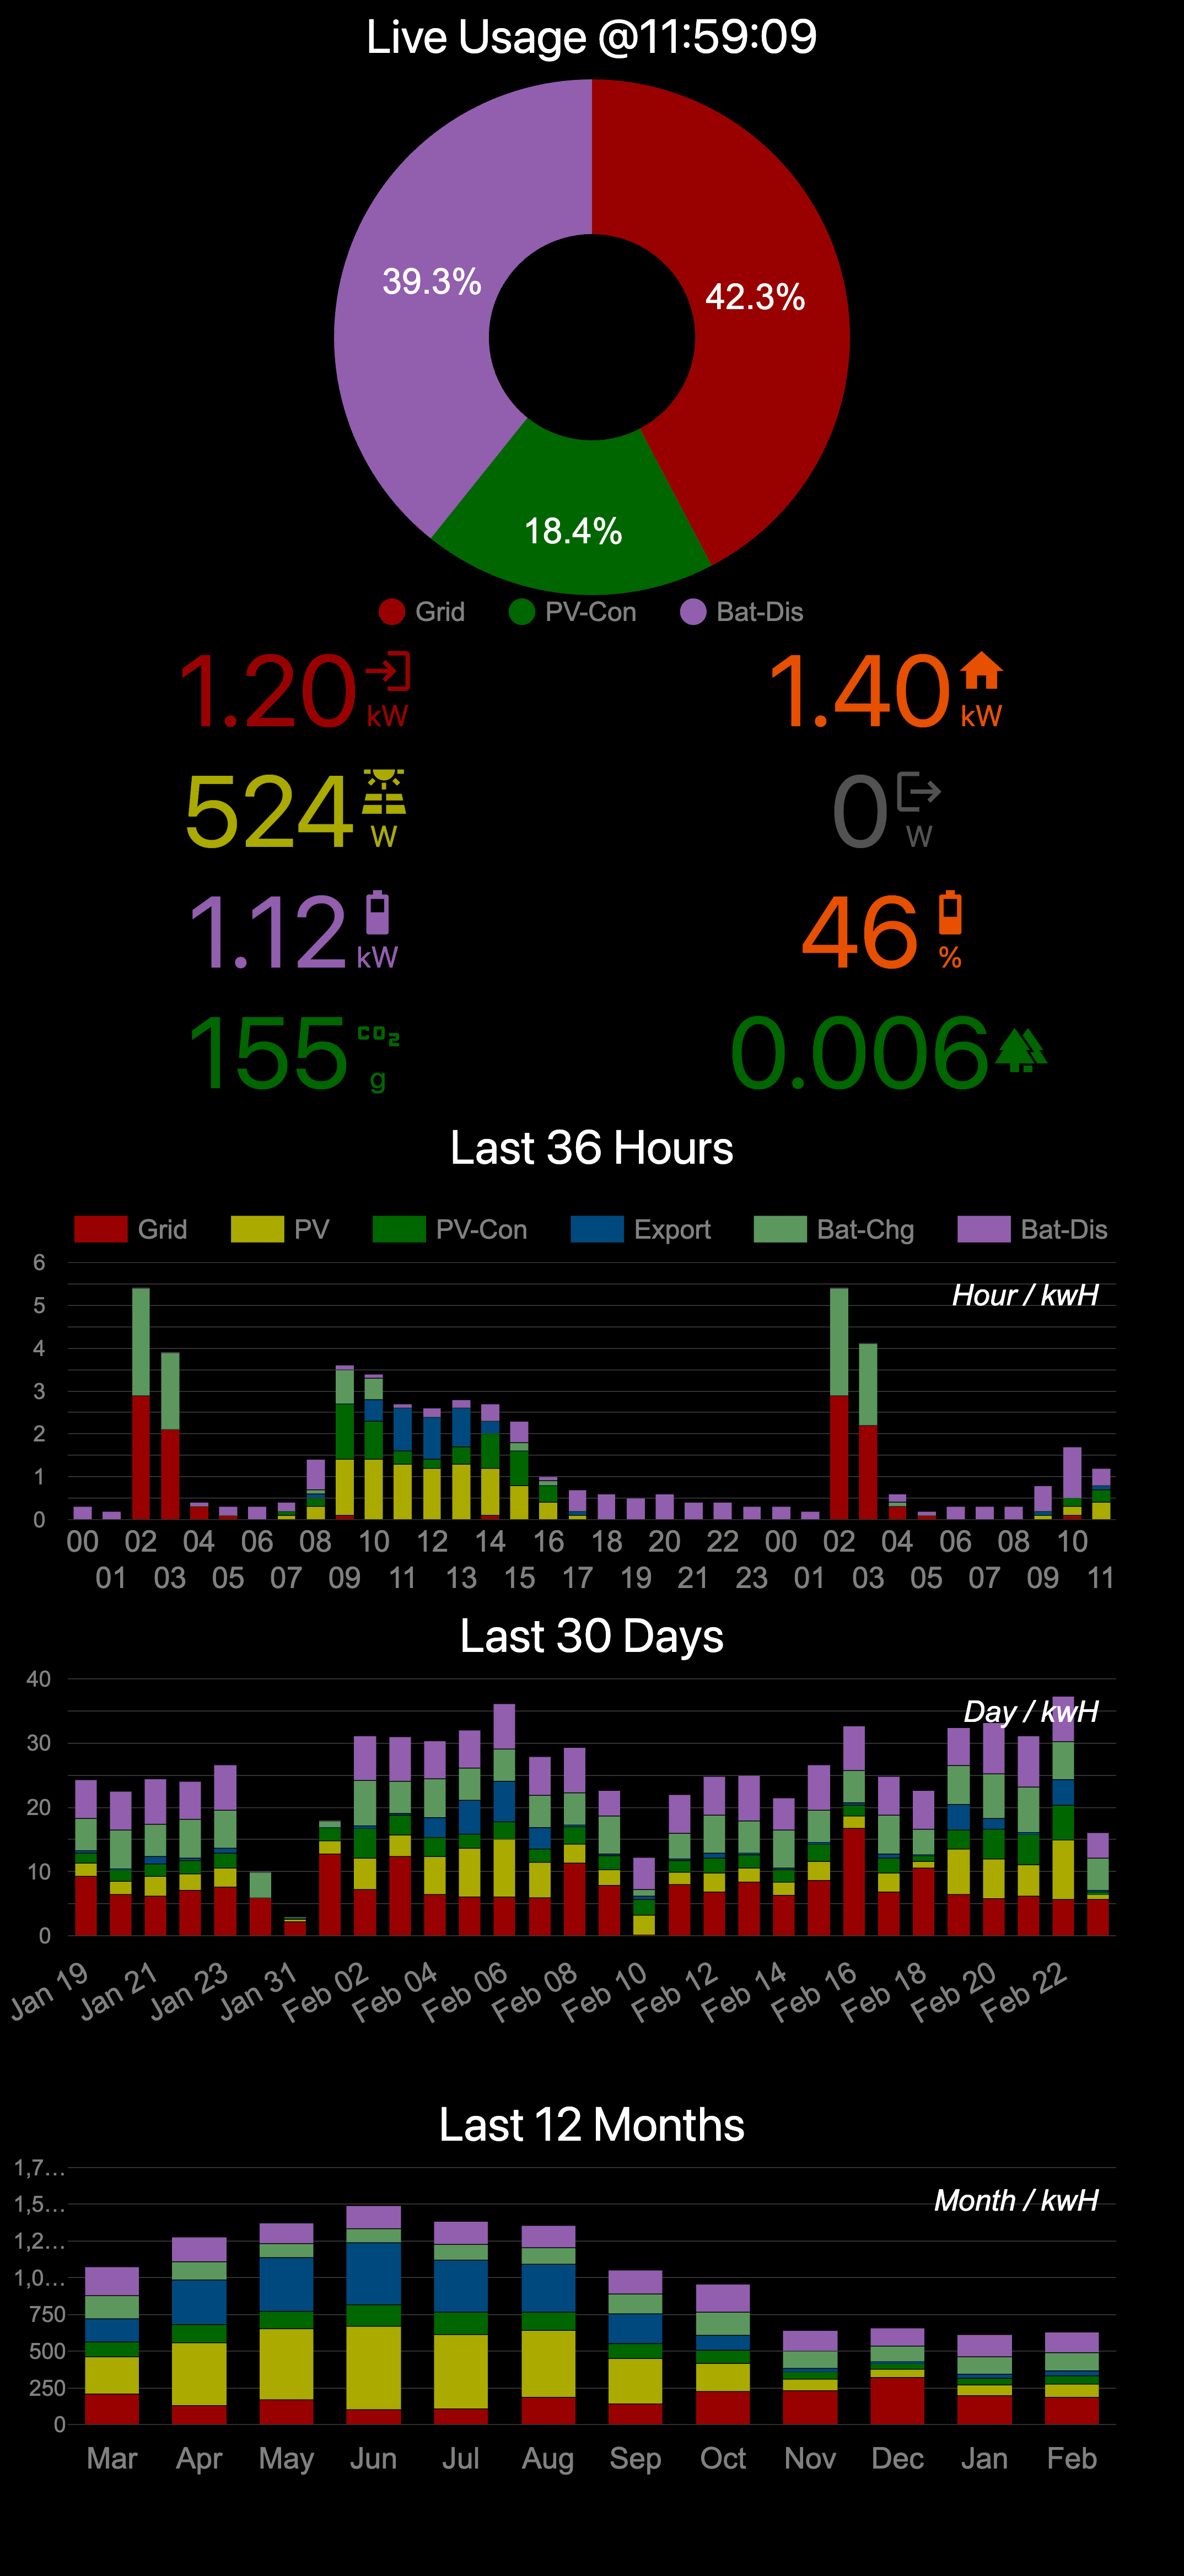 Live Usage @11:59:09
39.3%
42.3%
18.4%
Grid PV-Con Bat-Dis
1.20 kW
1.40 kW
524 W
0 W
1.12 kW
46 %
155 CO₂ g
0.006
Last 36 Hours
Grid PV PV-Con Export Bat-Chg Bat-Dis
Hour / kwH
6
5
4
3
2
1
0
00 02 04 06 08 10 12 14 16 18 20 22 00 02 04 06 08 10
01 03 05 07 09 11 13 15 17 19 21 23 01 03 05 07 09 11
Last 30 Days
Day / kwH
40
30
20
10
0
Jan 19 Jan 21 Jan 23 Jan 31 Feb 02 Feb 04 Feb 06 Feb 08 Feb 10 Feb 12 Feb 14 Feb 16 Feb 18 Feb 20 Feb 22
Last 12 Months
Month / kwH
1,7...
1,5...
1,2...
1,0...
750
500
250
0
Mar Apr May Jun Jul Aug Sep Oct Nov Dec Jan Feb